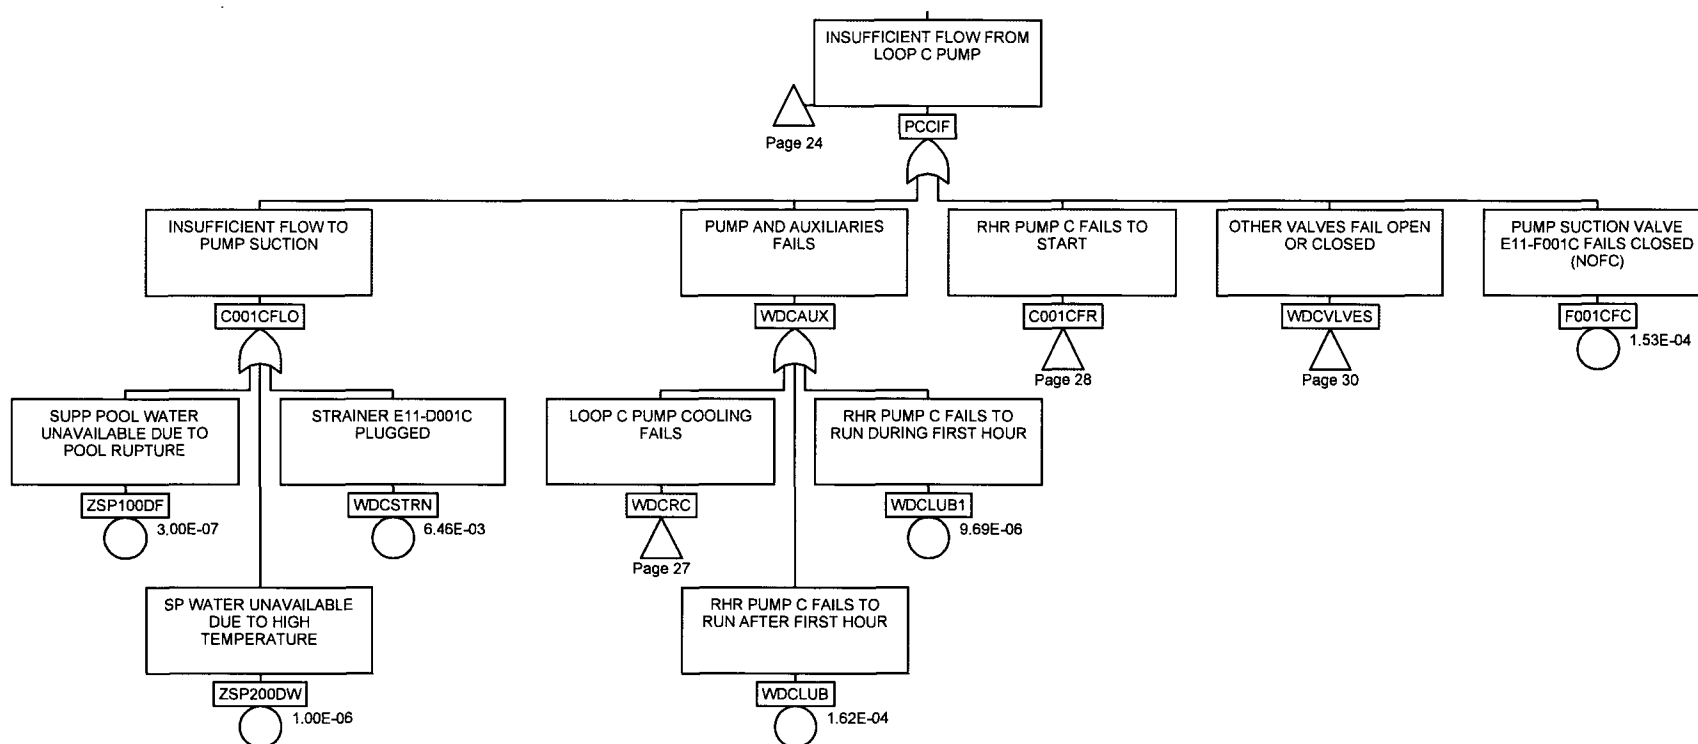 INSUFFICIENT FLOW FROM
LOOP C PUMP
Page 24
PCCIF
INSUFFICIENT FLOW TO
PUMP SUCTION
C001CFLO
PUMP AND AUXILIARIES
FAILS
WDCAUX
RHR PUMP C FAILS TO
START
C001CFR
Page 28
OTHER VALVES FAIL OPEN
OR CLOSED
WDCVLVES
Page 30
PUMP SUCTION VALVE
E11-F001C FAILS CLOSED
(NOFC)
F001CFC
1.53E-04
SUPP POOL WATER
UNAVAILABLE DUE TO
POOL RUPTURE
ZSP100DF
3.00E-07
STRAINER E11-D001C
PLUGGED
WDCSTRN
6.46E-03
LOOP C PUMP COOLING
FAILS
WDCRC
Page 27
RHR PUMP C FAILS TO
RUN DURING FIRST HOUR
WDCLUB1
9.69E-06
SP WATER UNAVAILABLE
DUE TO HIGH
TEMPERATURE
ZSP200DW
1.00E-06
RHR PUMP C FAILS TO
RUN AFTER FIRST HOUR
WDCLUB
1.62E-04